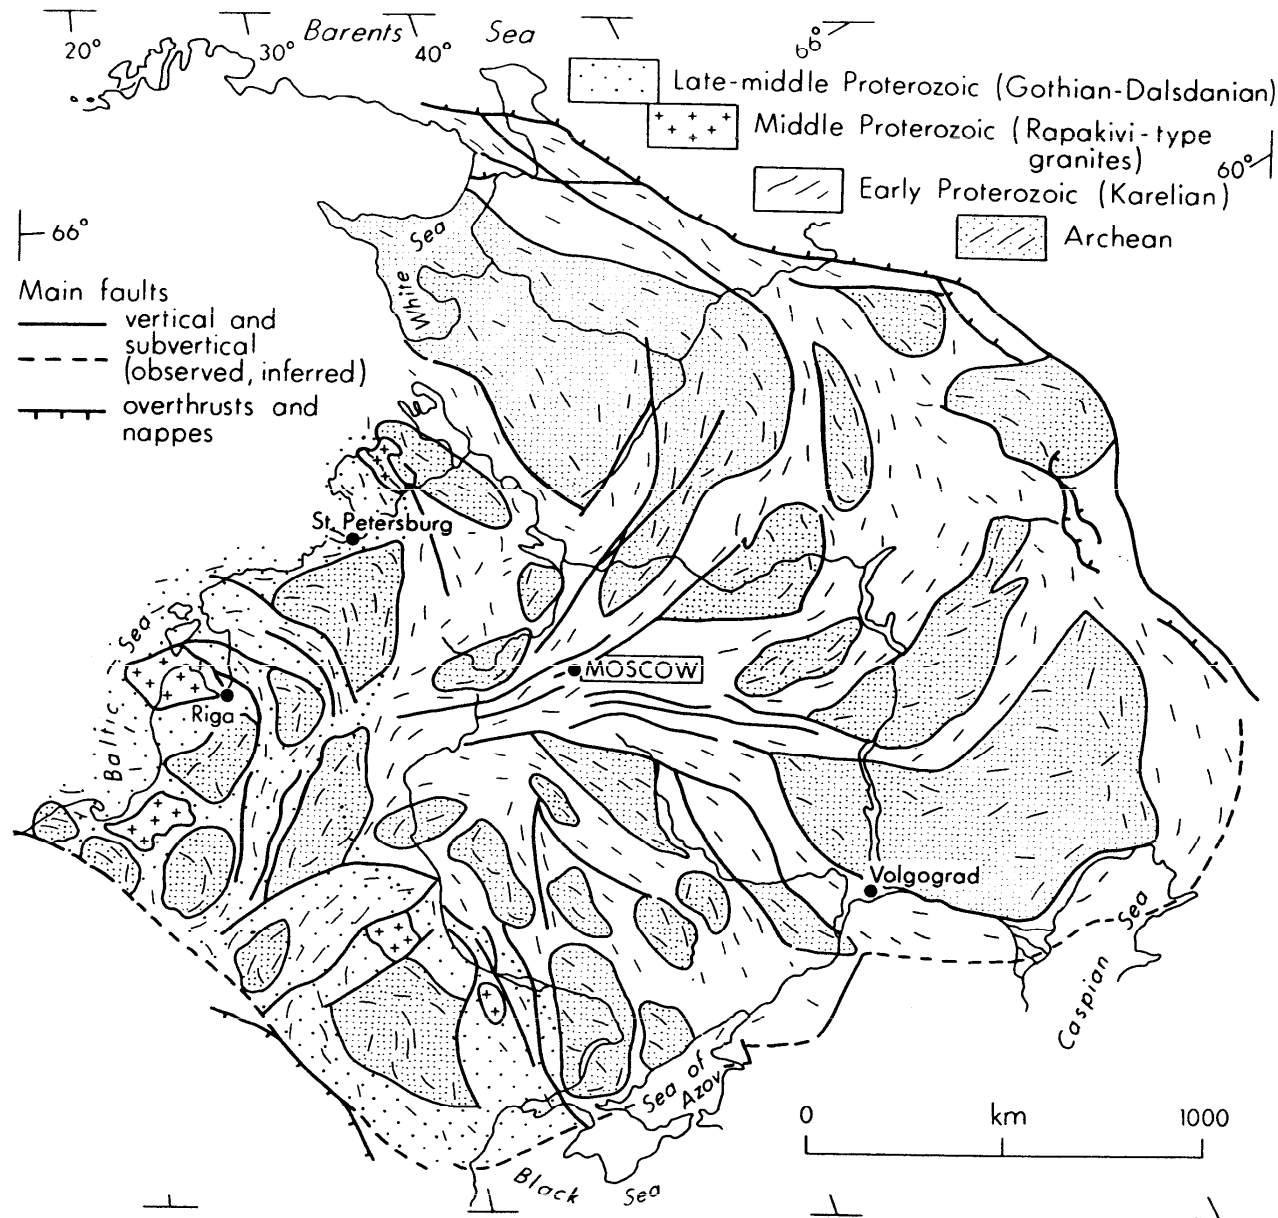 Barents Sea
20°
30°
40°
66°
Late-middle Proterozoic (Gothian-Dalsdanian)
Middle Proterozoic (Rapakivi-type
granites)
60°
Early Proterozoic (Karelian)
Archean
66°
White Sea
Main faults
vertical and
subvertical
(observed, inferred)
overthrusts and
nappes
St. Petersburg
Baltic Sea
MOSCOW
Riga
Volgograd
Caspian Sea
Sea of
Azov
Black Sea
0 km 1000